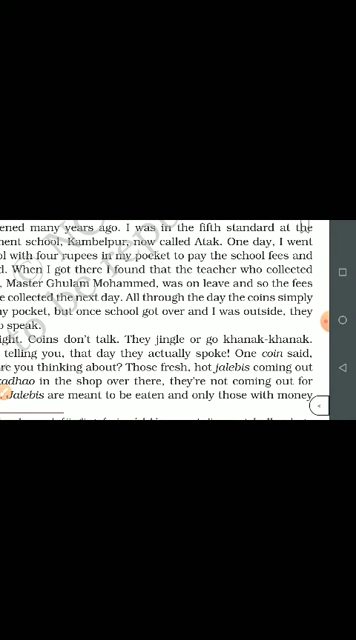 ened many years ago. I was in the fifth standard at the
ment school, Kambelpur, now called Atak. One day, I went
ol with four rupees in my pocket to pay the school fees and
d. When I got there I found that the teacher who collected
, Master Ghulam Mohammed, was on leave and so the fees
e collected the next day. All through the day the coins simply
ny pocket, but once school got over and I was outside, they
o speak.
ight. Coins don't talk. They jingle or go khanak-khanak.
telling you, that day they actually spoke! One coin said,
re you thinking about? Those fresh, hot jalebis coming out
adhao in the shop over there, they're not coming out for
. Jalebis are meant to be eaten and only those with money